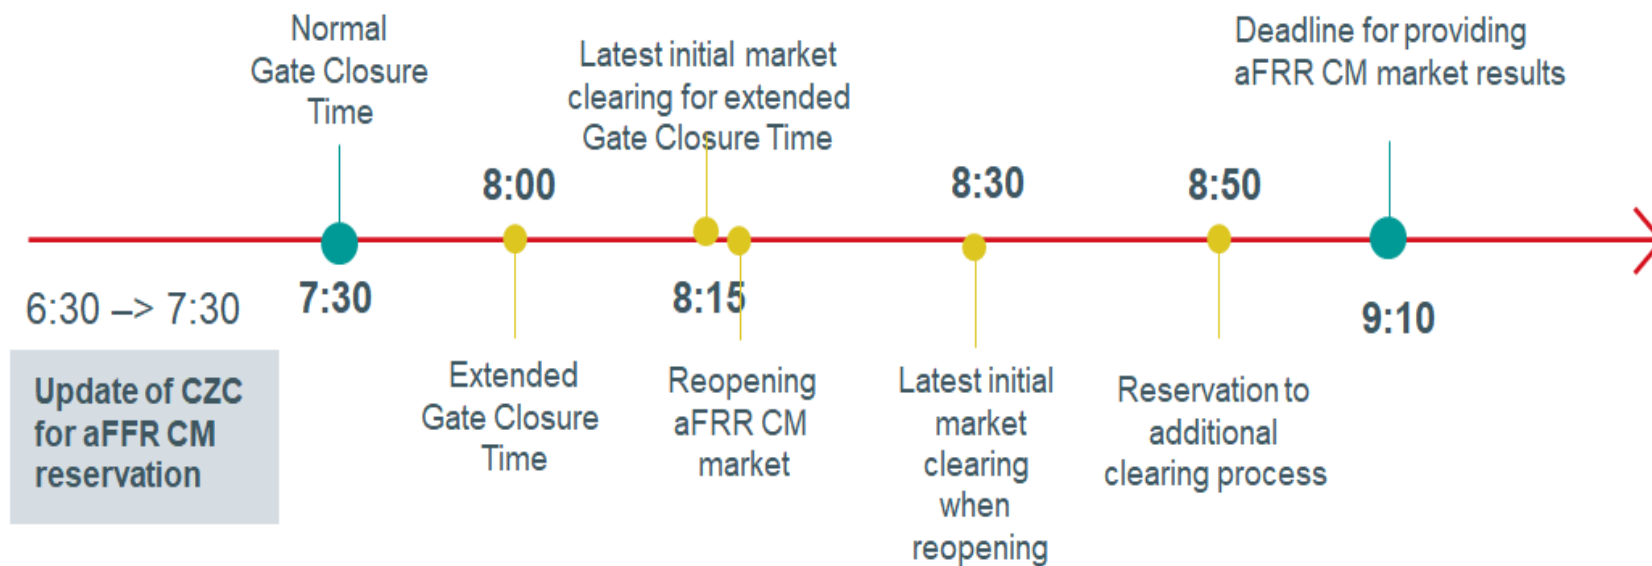 Normal
Gate Closure
Time
Latest initial market
clearing for extended
Gate Closure Time
Deadline for providing
aFRR CM market results
8:00
8:30
8:50
6:30 –> 7:30
7:30
8:15
9:10
Update of CZC
for aFFR CM
reservation
Extended
Gate Closure
Time
Reopening
aFRR CM
market
Latest initial
market
clearing
when
reopening
Reservation to
additional
clearing process